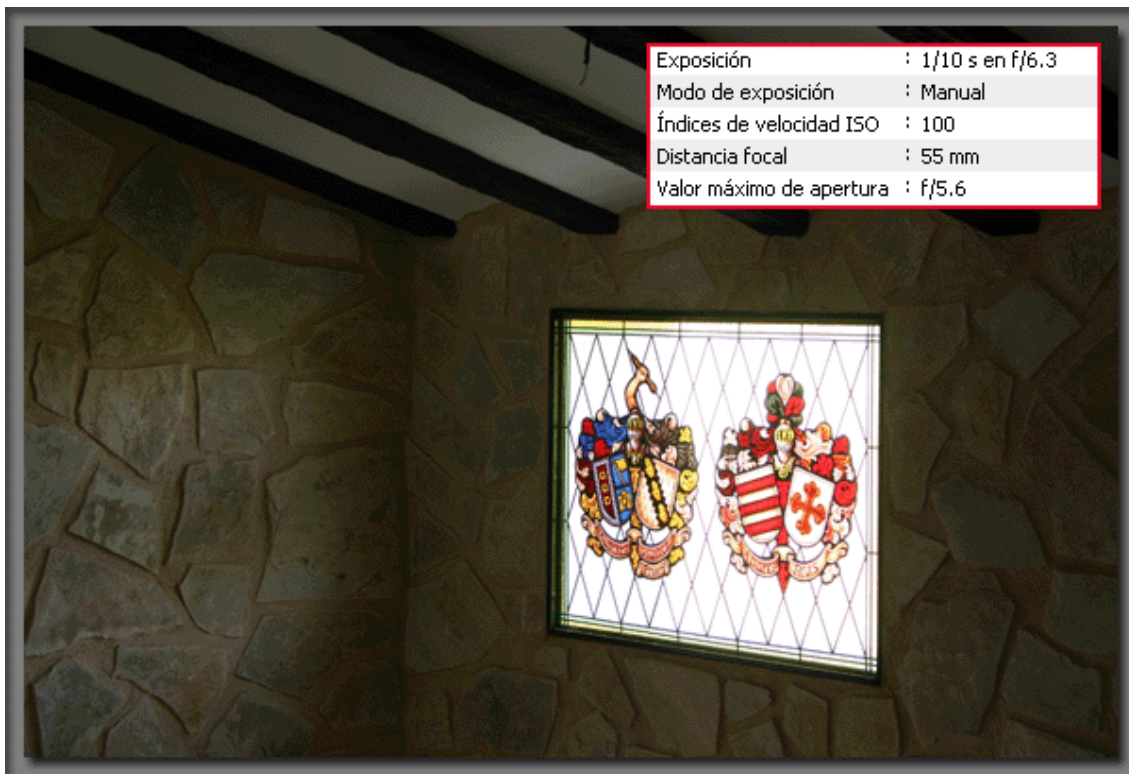 Exposición : 1/10 s en f/6.3
Modo de exposición : Manual
Índices de velocidad ISO : 100
Distancia focal : 55 mm
Valor máximo de apertura : f/5.6